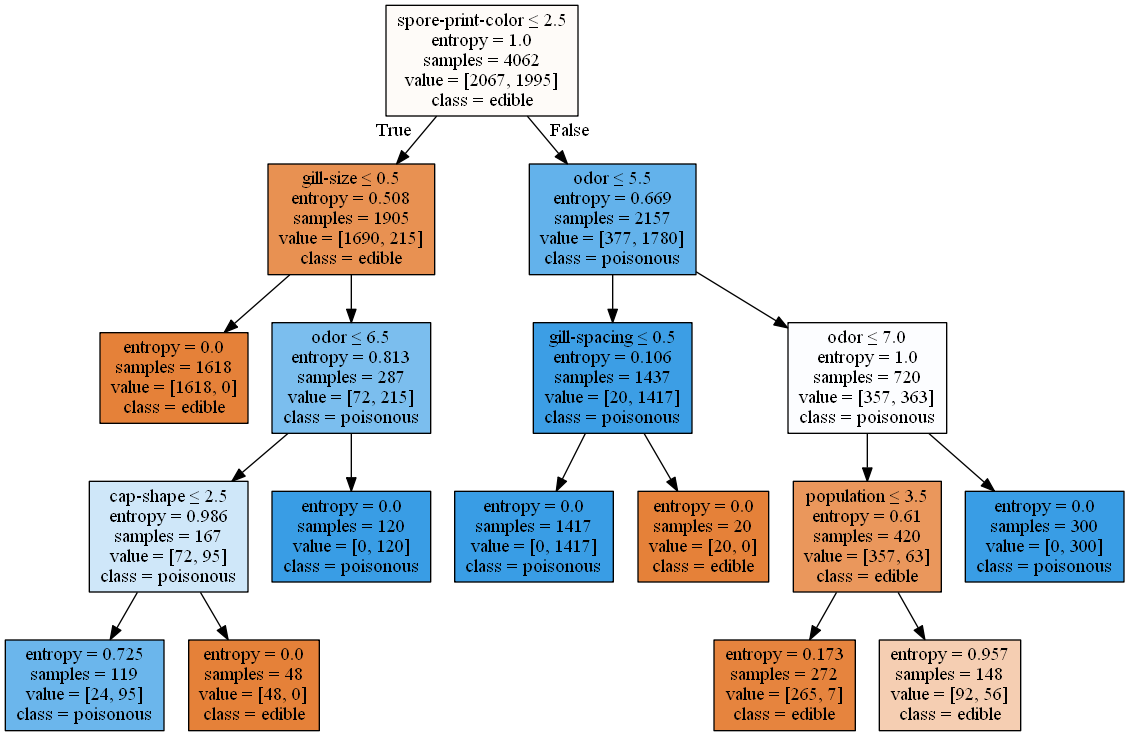 spore-print-color ≤ 2.5
entropy = 1.0
samples = 4062
value = [2067, 1995]
class = edible
True
False
gill-size ≤ 0.5
entropy = 0.508
samples = 1905
value = [1690, 215]
class = edible
odor ≤ 5.5
entropy = 0.669
samples = 2157
value = [377, 1780]
class = poisonous
entropy = 0.0
samples = 1618
value = [1618, 0]
class = edible
odor ≤ 6.5
entropy = 0.813
samples = 287
value = [72, 215]
class = poisonous
gill-spacing ≤ 0.5
entropy = 0.106
samples = 1437
value = [20, 1417]
class = poisonous
odor ≤ 7.0
entropy = 1.0
samples = 720
value = [357, 363]
class = poisonous
cap-shape ≤ 2.5
entropy = 0.986
samples = 167
value = [72, 95]
class = poisonous
entropy = 0.0
samples = 120
value = [0, 120]
class = poisonous
entropy = 0.0
samples = 1417
value = [0, 1417]
class = poisonous
entropy = 0.0
samples = 20
value = [20, 0]
class = edible
population ≤ 3.5
entropy = 0.61
samples = 420
value = [357, 63]
class = edible
entropy = 0.0
samples = 300
value = [0, 300]
class = poisonous
entropy = 0.725
samples = 119
value = [24, 95]
class = poisonous
entropy = 0.0
samples = 48
value = [48, 0]
class = edible
entropy = 0.173
samples = 272
value = [265, 7]
class = edible
entropy = 0.957
samples = 148
value = [92, 56]
class = edible